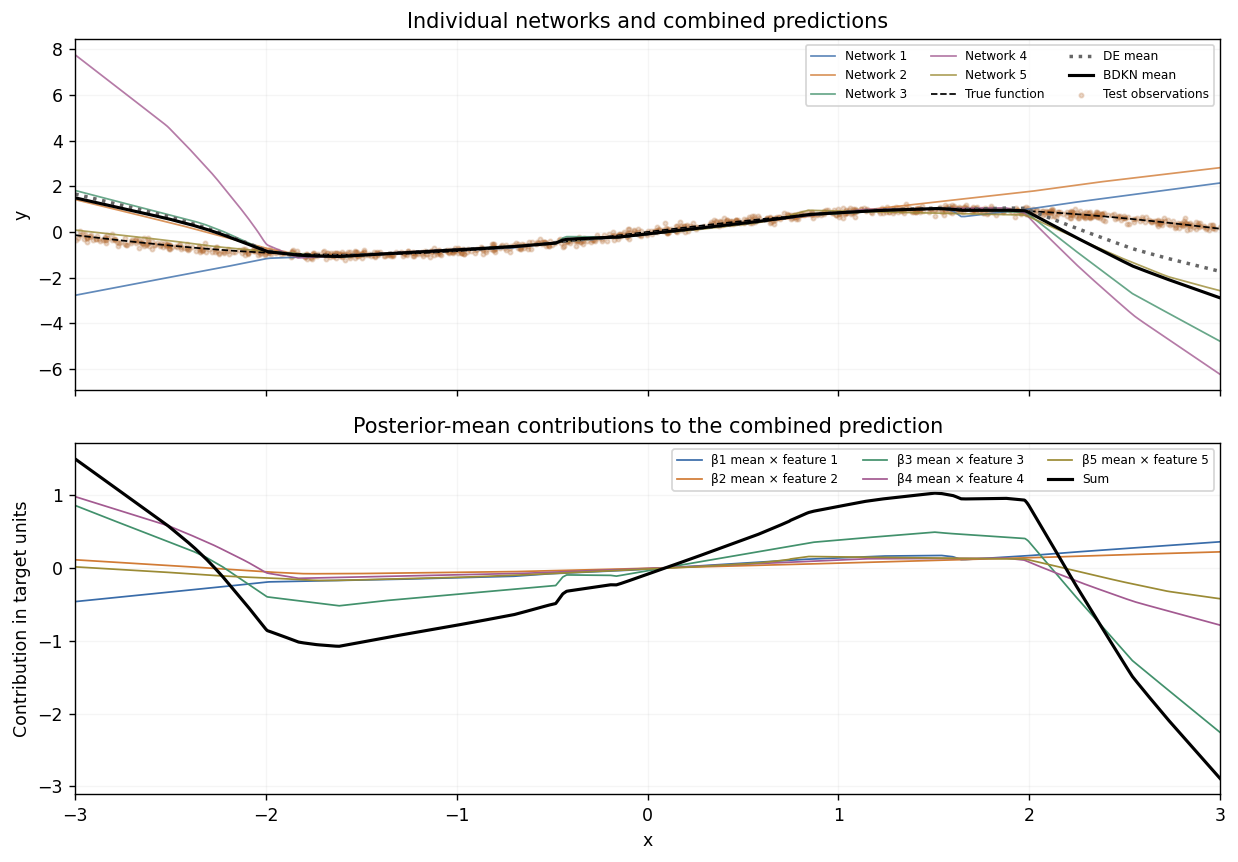 Individual networks and combined predictions
8
6
4
2
0
−2
−4
−6
y
Network 1
Network 2
Network 3
Network 4
Network 5
True function
DE mean
BDKN mean
Test observations
Posterior-mean contributions to the combined prediction
1
0
−1
−2
−3
Contribution in target units
β1 mean × feature 1
β2 mean × feature 2
β3 mean × feature 3
β4 mean × feature 4
β5 mean × feature 5
Sum
−3 −2 −1 0 1 2 3
x